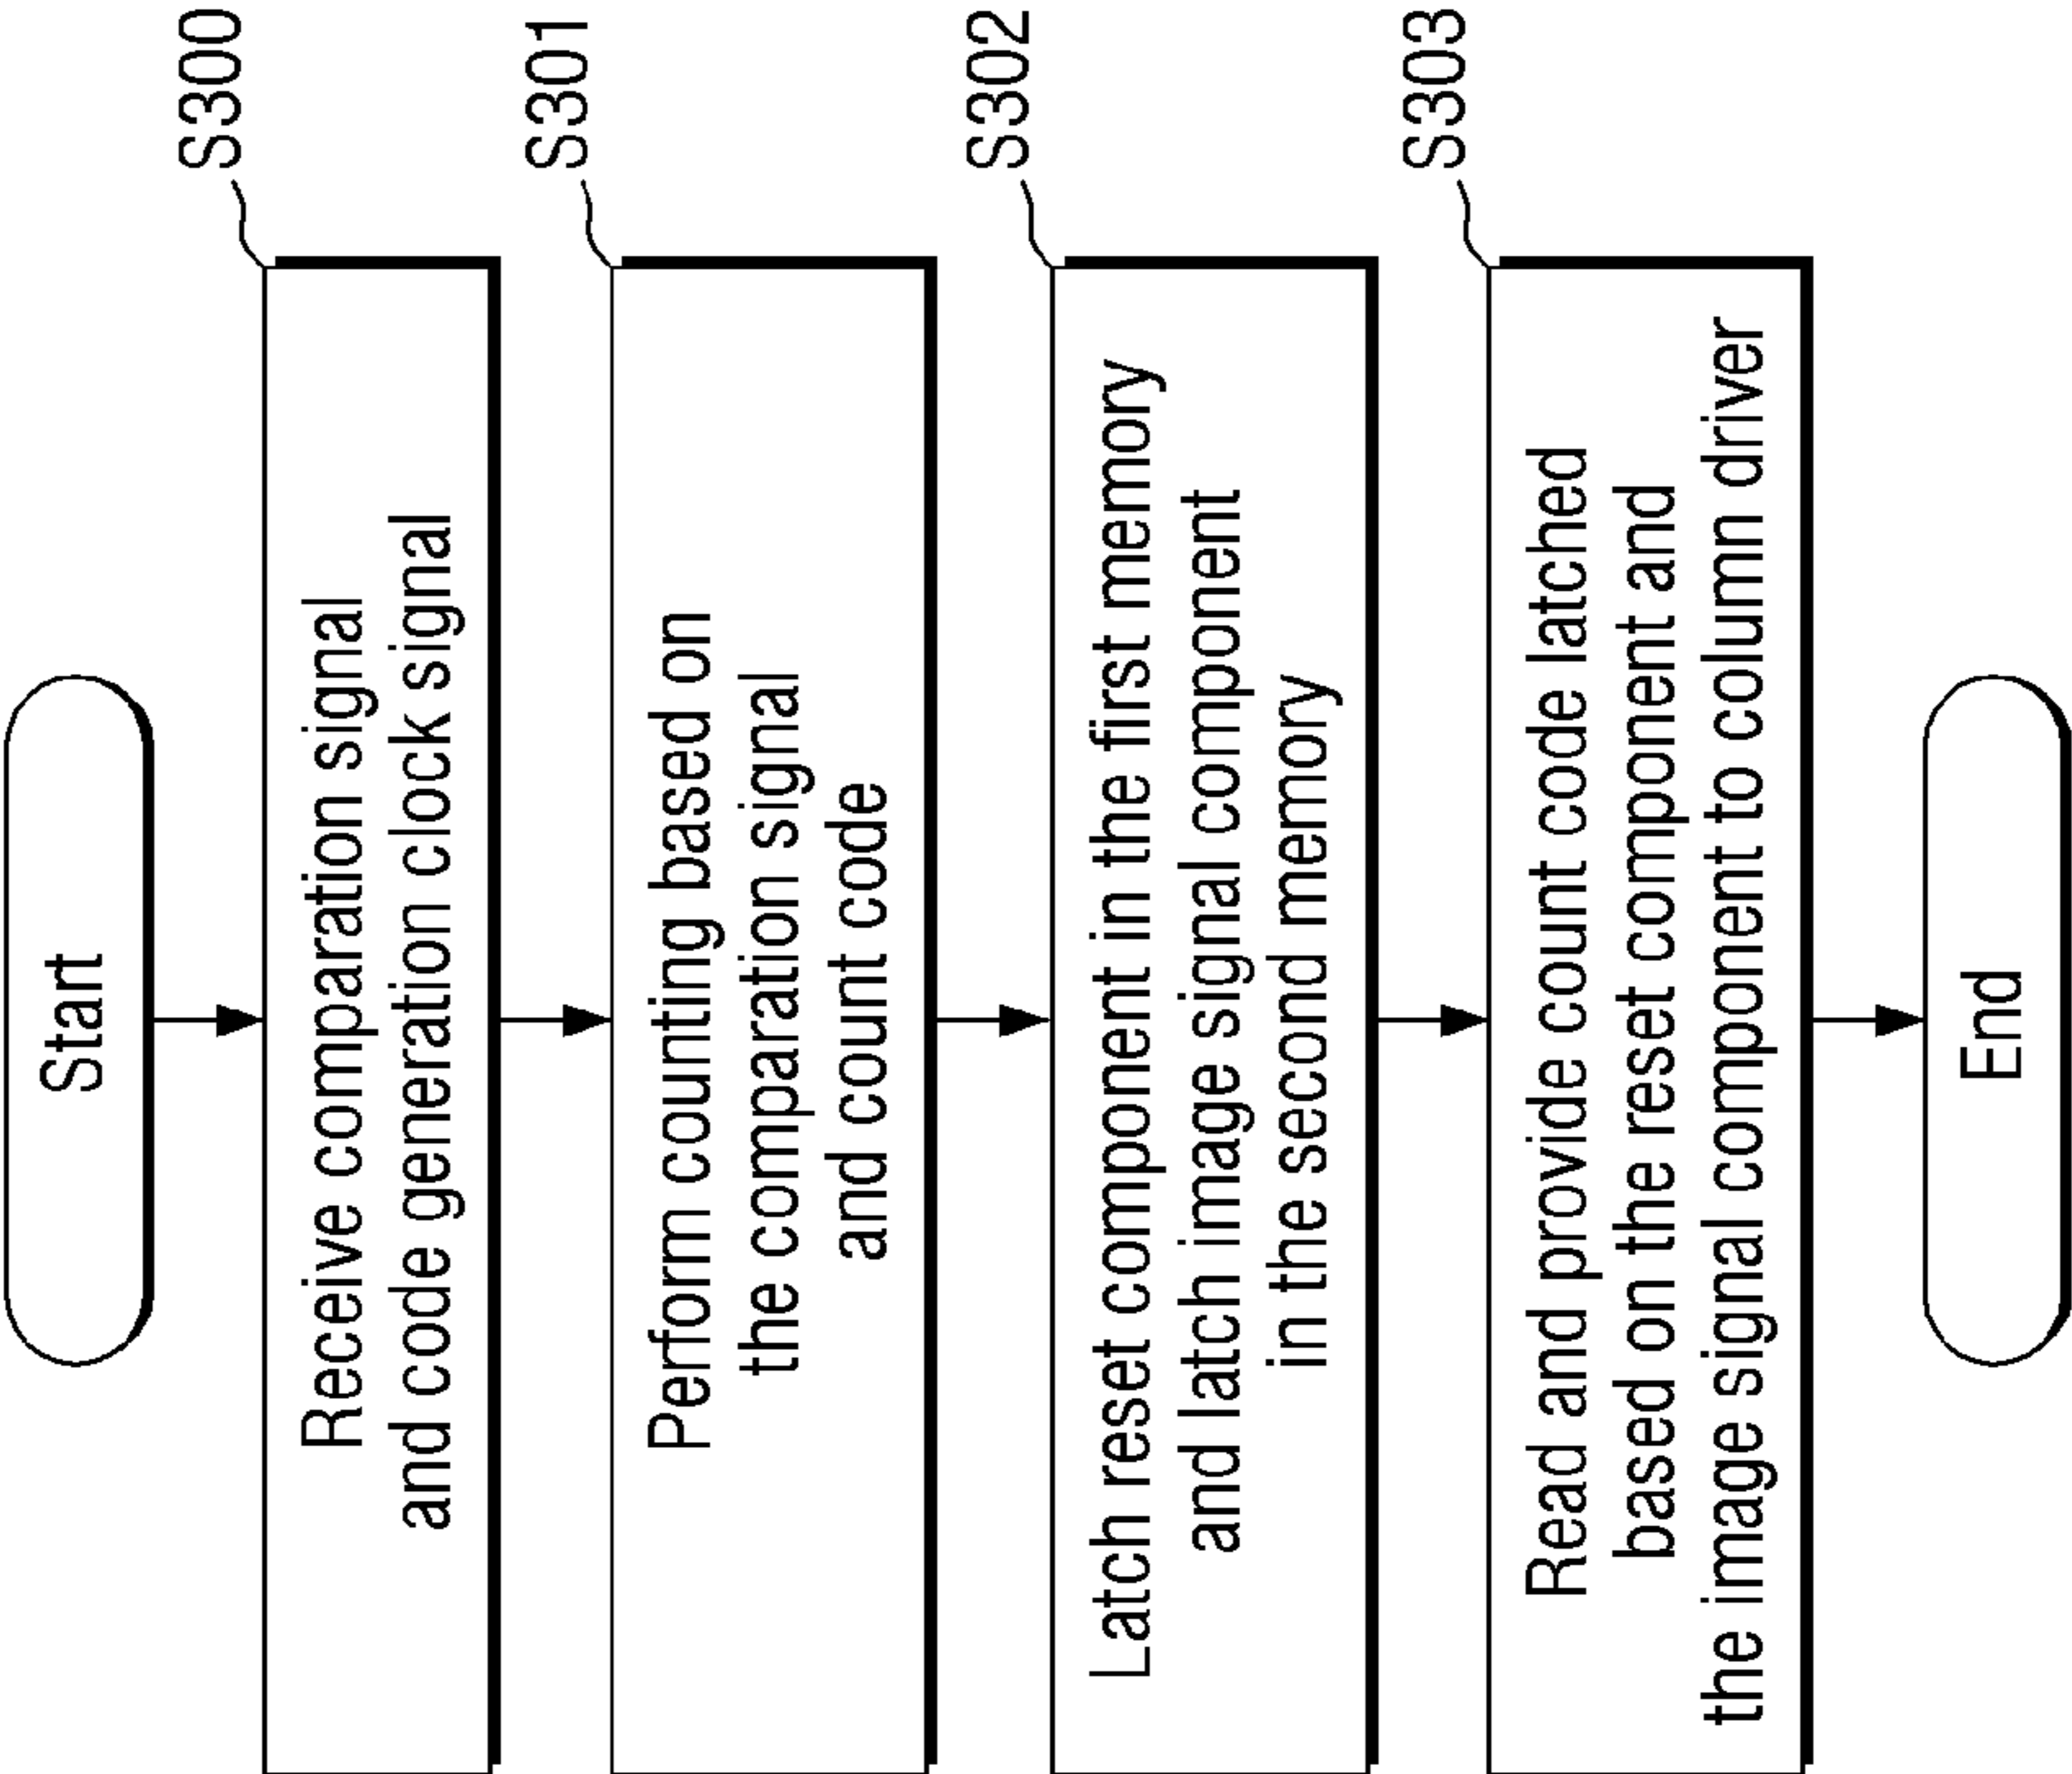 Start
S300
Receive comparation signal
and code generation clock signal
S301
Perform counting based on
the comparation signal
and count code
S302
Latch reset component in the first memory
and latch image signal component
in the second memory
S303
Read and provide count code latched
based on the reset component and
the image signal component to column driver
End